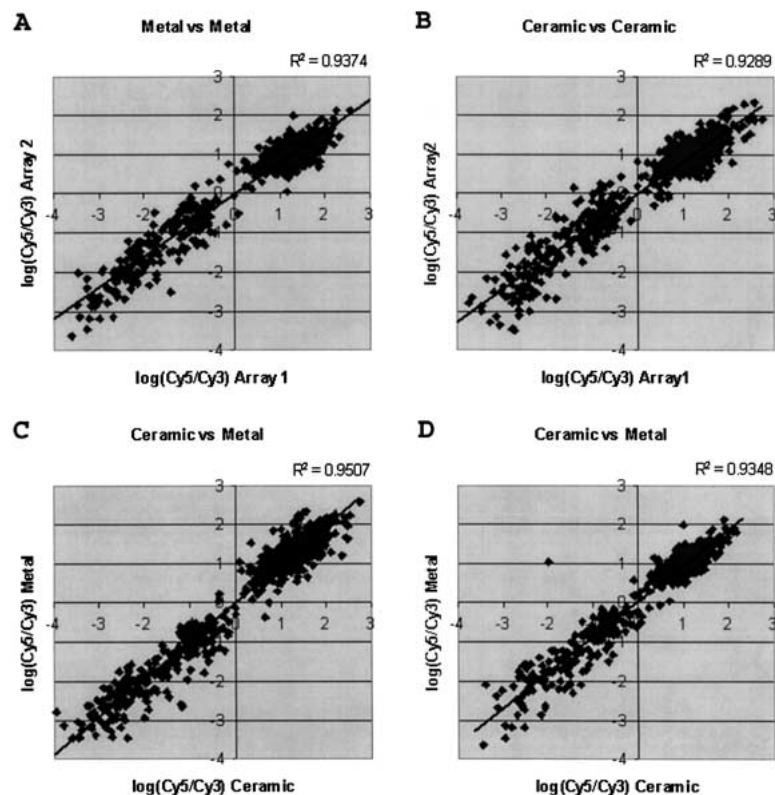 A
Metal vs Metal
R² = 0.9374
3
2
1
0
-4 -3 -2 -1 0 1 2 3
-1
-2
-3
-4
log(Cy5/Cy3) Array 2
log(Cy5/Cy3) Array 1
B
Ceramic vs Ceramic
R² = 0.9289
3
2
1
0
-4 -3 -2 -1 0 1 2 3
-1
-2
-3
-4
log(Cy5/Cy3) Array2
log(Cy5/Cy3) Array1
C
Ceramic vs Metal
R² = 0.9507
3
2
1
0
-4 -3 -2 -1 0 1 2 3
-1
-2
-3
-4
log(Cy5/Cy3) Metal
log(Cy5/Cy3) Ceramic
D
Ceramic vs Metal
R² = 0.9348
3
2
1
0
-4 -3 -2 -1 0 1 2 3
-1
-2
-3
-4
log(Cy5/Cy3) Metal
log(Cy5/Cy3) Ceramic